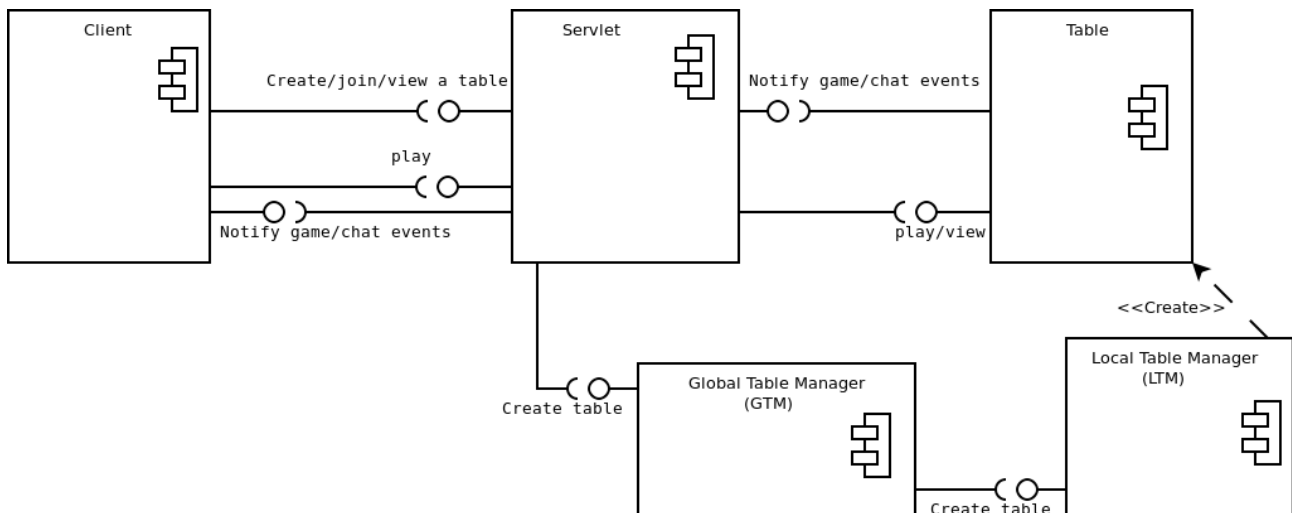 Client
Servlet
Table
Create/join/view a table
Notify game/chat events
play
Notify game/chat events
play/view
<<Create>>
Local Table Manager
(LTM)
Global Table Manager
(GTM)
Create table
Create table